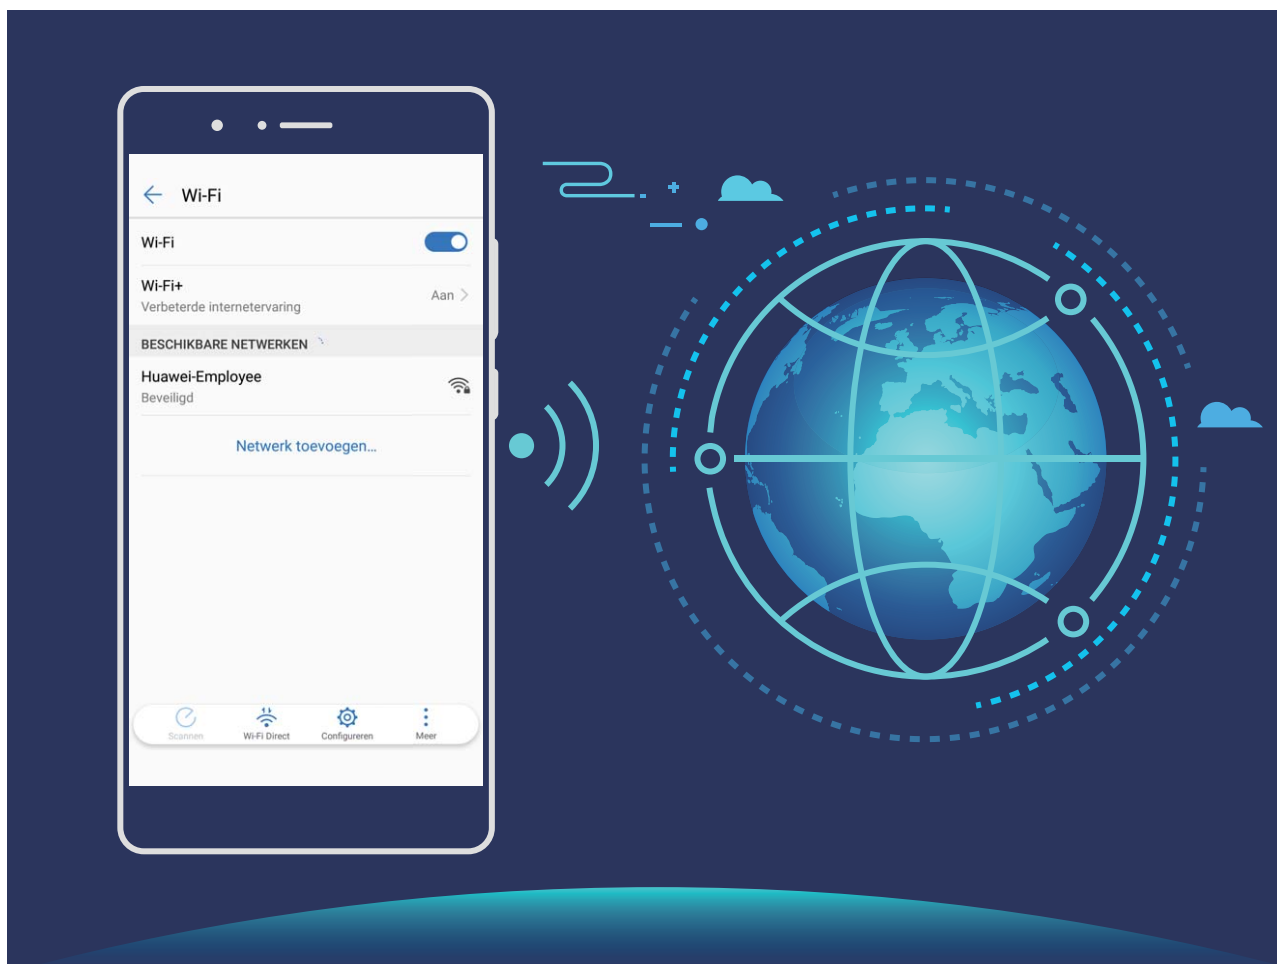 Wi-Fi
Wi-Fi
Wi-Fi+
Verbeterde internetervaring
Aan
BESCHIKBARE NETWERKEN
Huawei-Employee
Beveiligd
Netwerk toevoegen...
Scannen Wi-Fi Direct Configureren Meer